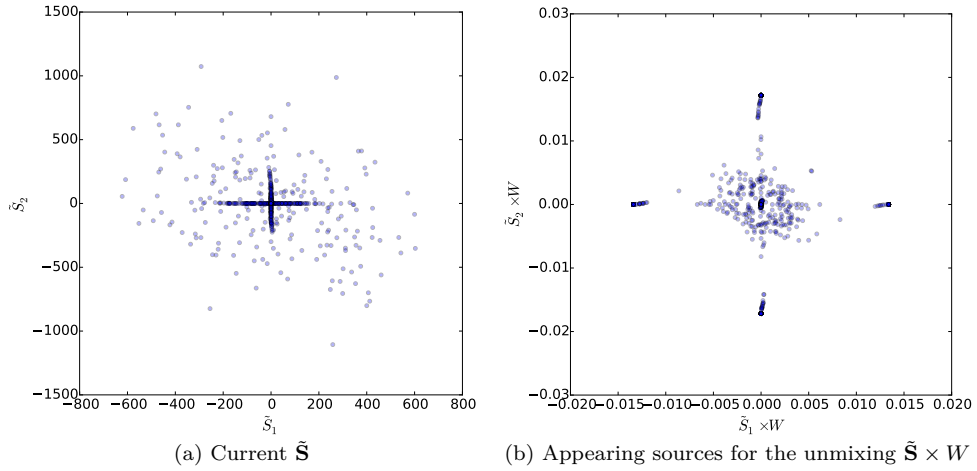 1500
1000
500
0
−500
−1000
−1500
S̃₂
−800 −600 −400 −200 0 200 400 600 800
S̃₁
(a) Current S̃
0.03
0.02
0.01
0.00
−0.01
−0.02
−0.03
S̃₂ ×W
−0.020 −0.015 −0.010 −0.005 0.000 0.005 0.010 0.015 0.020
S̃₁ ×W
(b) Appearing sources for the unmixing S̃ × W